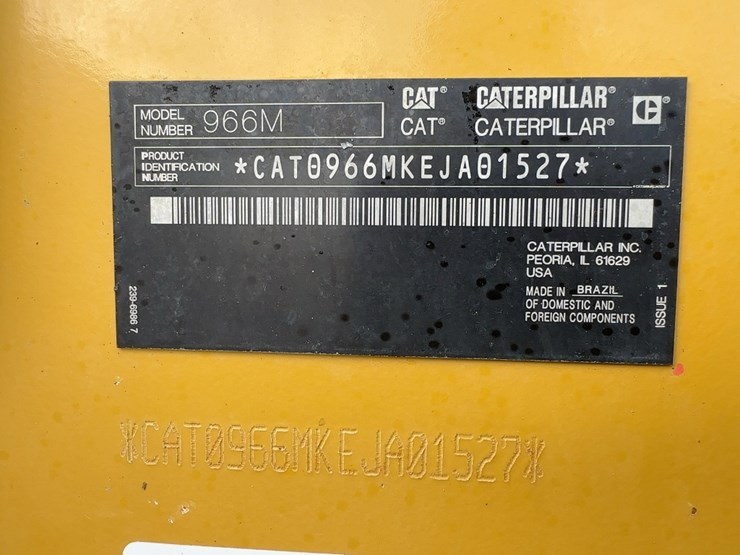 CAT® CATERPILLAR®
CAT® CATERPILLAR®
MODEL
NUMBER 966M
PRODUCT
IDENTIFICATION
NUMBER *CAT0966MKEJA01527*
CATERPILLAR INC.
PEORIA, IL 61629
USA
MADE IN BRAZIL
OF DOMESTIC AND
FOREIGN COMPONENTS
239-6986 7
ISSUE 1
*CAT0966MKEJA01527*